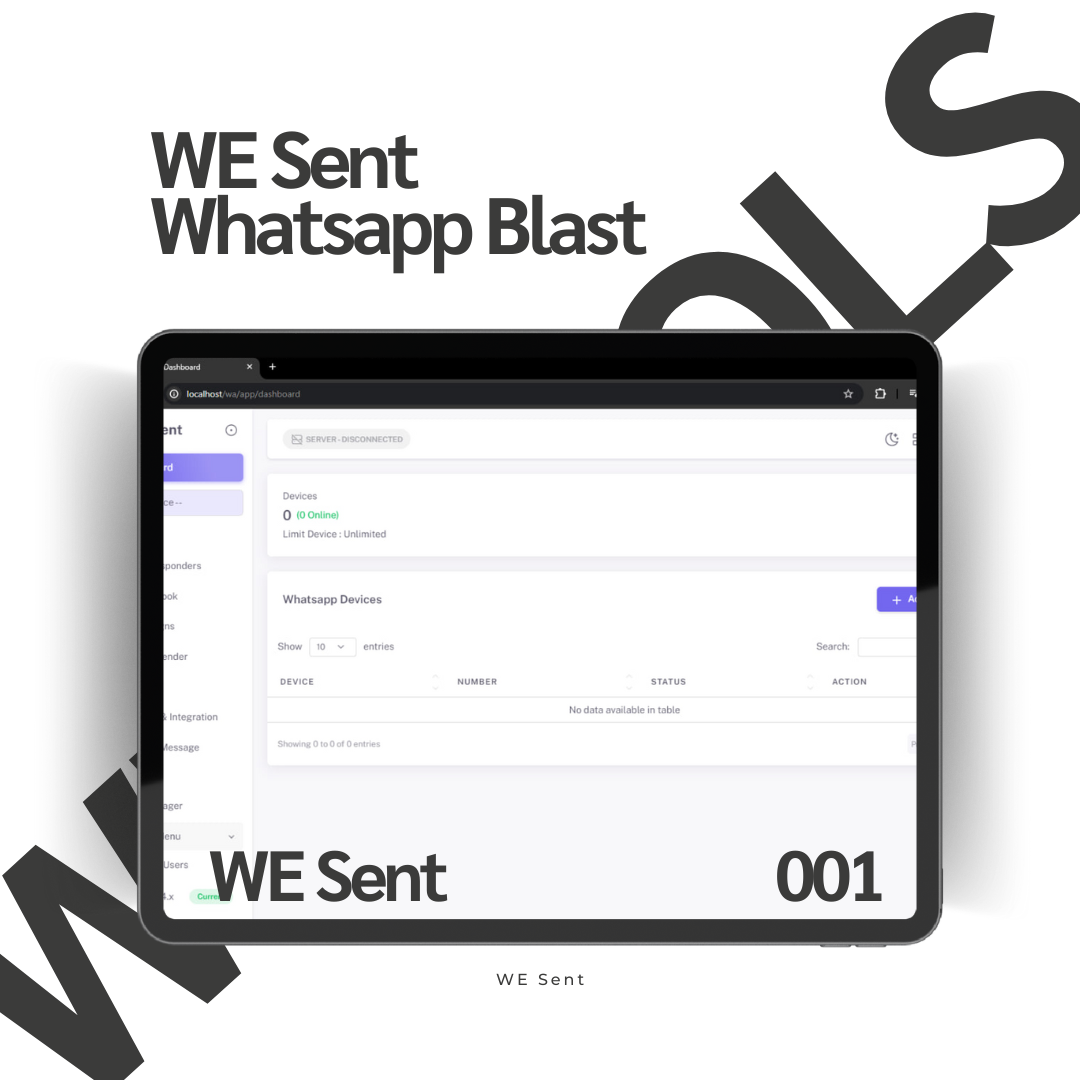 WE Sent
Whatsapp Blast
Dashboard
localhost/wa/app/dashboard
ent
SERVER - DISCONNECTED
rd
ce --
Devices
0 (0 Online)
Limit Device : Unlimited
ponders
ook
ns
ender
& Integration
Message
ager
enu
Users
4.x
Whatsapp Devices
+ A
Show 10 entries
Search:
DEVICE NUMBER STATUS ACTION
No data available in table
Showing 0 to 0 of 0 entries
P
WE Sent
001
WE Sent
OLS
W